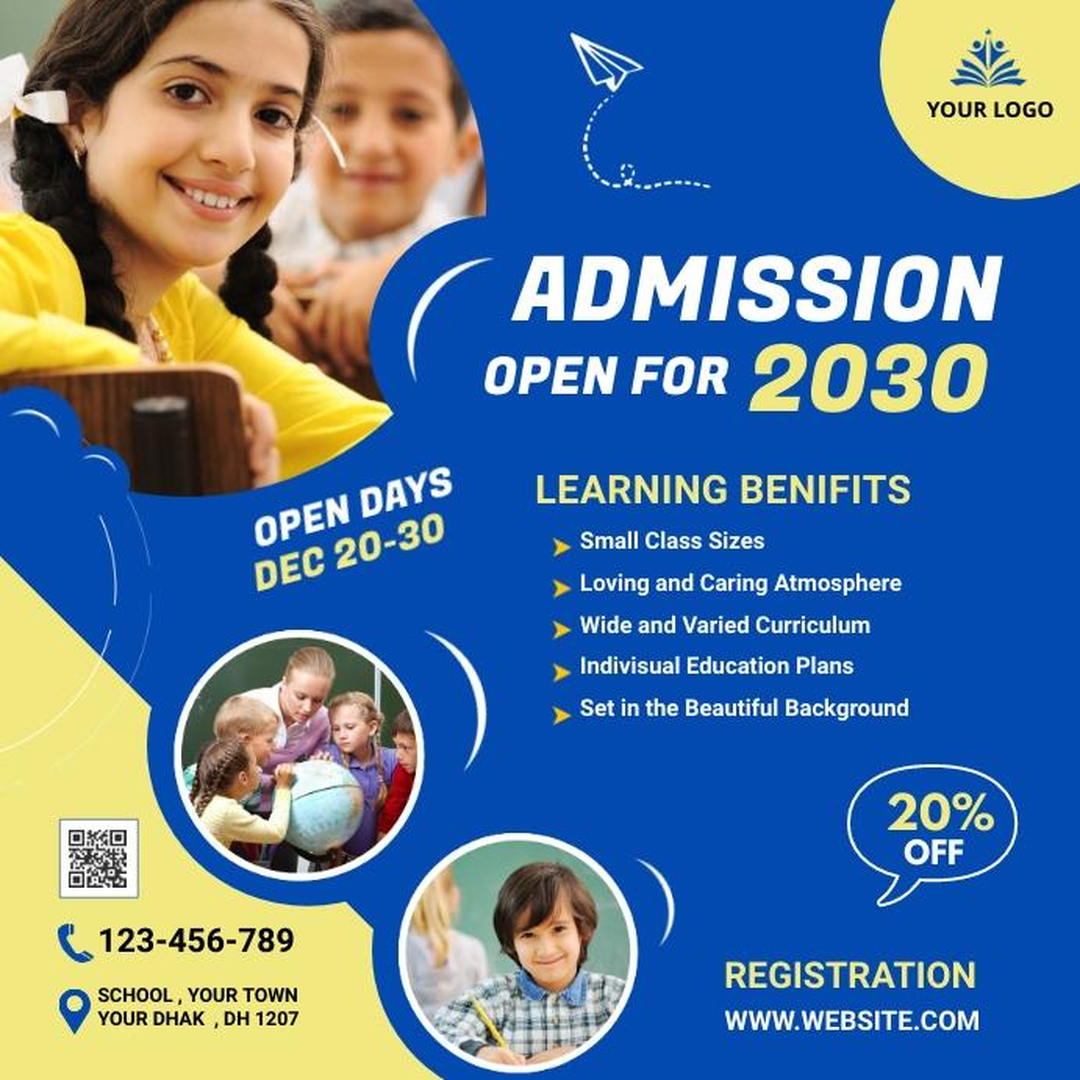 YOUR LOGO
ADMISSION
OPEN FOR 2030
OPEN DAYS
DEC 20-30
LEARNING BENIFITS
Small Class Sizes
Loving and Caring Atmosphere
Wide and Varied Curriculum
Indivisual Education Plans
Set in the Beautiful Background
20%
OFF
123-456-789
SCHOOL , YOUR TOWN
YOUR DHAK , DH 1207
REGISTRATION
WWW.WEBSITE.COM